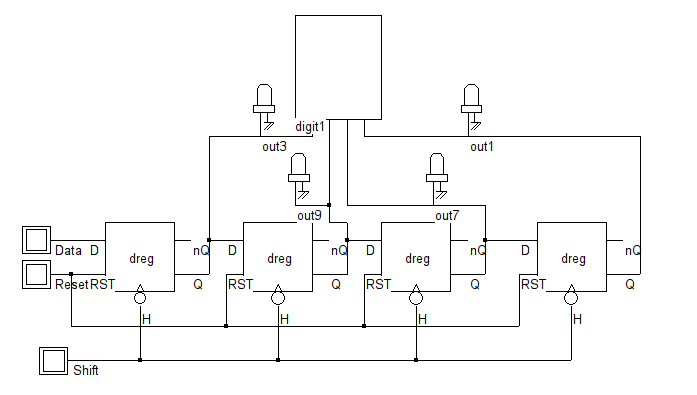 digit1
out3
out1
out9
out7
Data D dreg nQ D dreg nQ D dreg nQ D dreg nQ
Reset RST Q RST Q RST Q RST Q
H H H H
Shift